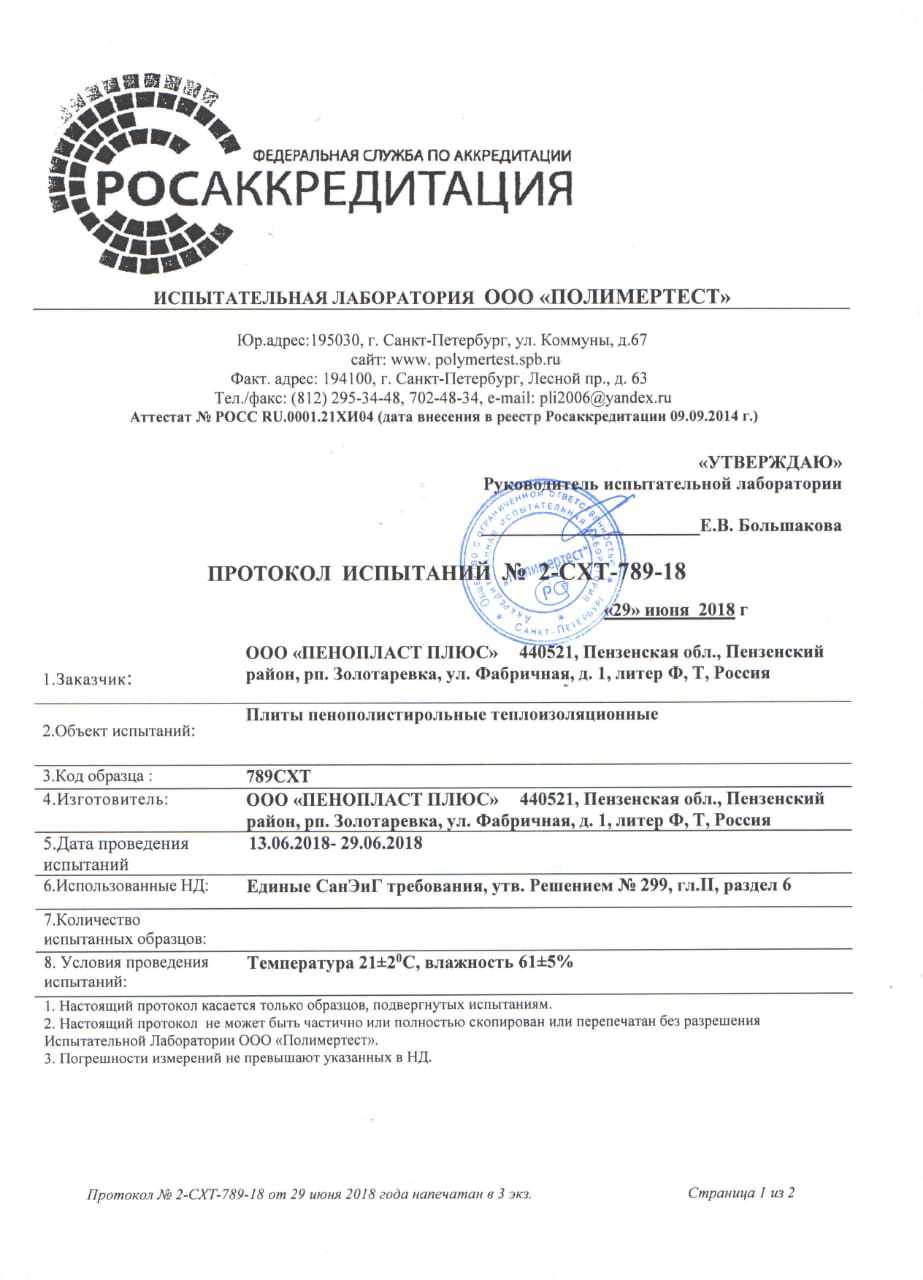 ФЕДЕРАЛЬНАЯ СЛУЖБА ПО АККРЕДИТАЦИИ
РОСАККРЕДИТАЦИЯ
ИСПЫТАТЕЛЬНАЯ ЛАБОРАТОРИЯ ООО «ПОЛИМЕРТЕСТ»
Юр.адрес:195030, г. Санкт-Петербург, ул. Коммуны, д.67
сайт: www. polymertest.spb.ru
Факт. адрес: 194100, г. Санкт-Петербург, Лесной пр., д. 63
Тел./факс: (812) 295-34-48, 702-48-34, e-mail: pli2006@yandex.ru
Аттестат № РОСС RU.0001.21ХИ04 (дата внесения в реестр Росаккредитации 09.09.2014 г.)
«УТВЕРЖДАЮ»
Руководитель испытательной лаборатории
Е.В. Большакова
ПРОТОКОЛ ИСПЫТАНИЙ № 2-СХТ-789-18
«29» июня 2018 г
ООО «ПЕНОПЛАСТ ПЛЮС» 440521, Пензенская обл., Пензенский
1.Заказчик: район, рп. Золотаревка, ул. Фабричная, д. 1, литер Ф, Т, Россия
Плиты пенополистирольные теплоизоляционные
2.Объект испытаний:
3.Код образца : 789СХТ
4.Изготовитель: ООО «ПЕНОПЛАСТ ПЛЮС» 440521, Пензенская обл., Пензенский
район, рп. Золотаревка, ул. Фабричная, д. 1, литер Ф, Т, Россия
5.Дата проведения 13.06.2018- 29.06.2018
испытаний
6.Использованные НД: Единые СанЭиГ требования, утв. Решением № 299, гл.II, раздел 6
7.Количество
испытанных образцов:
8. Условия проведения Температура 21±2⁰С, влажность 61±5%
испытаний:
1. Настоящий протокол касается только образцов, подвергнутых испытаниям.
2. Настоящий протокол не может быть частично или полностью скопирован или перепечатан без разрешения
Испытательной Лаборатории ООО «Полимертест».
3. Погрешности измерений не превышают указанных в НД.
Протокол № 2-СХТ-789-18 от 29 июня 2018 года напечатан в 3 экз.
Страница 1 из 2